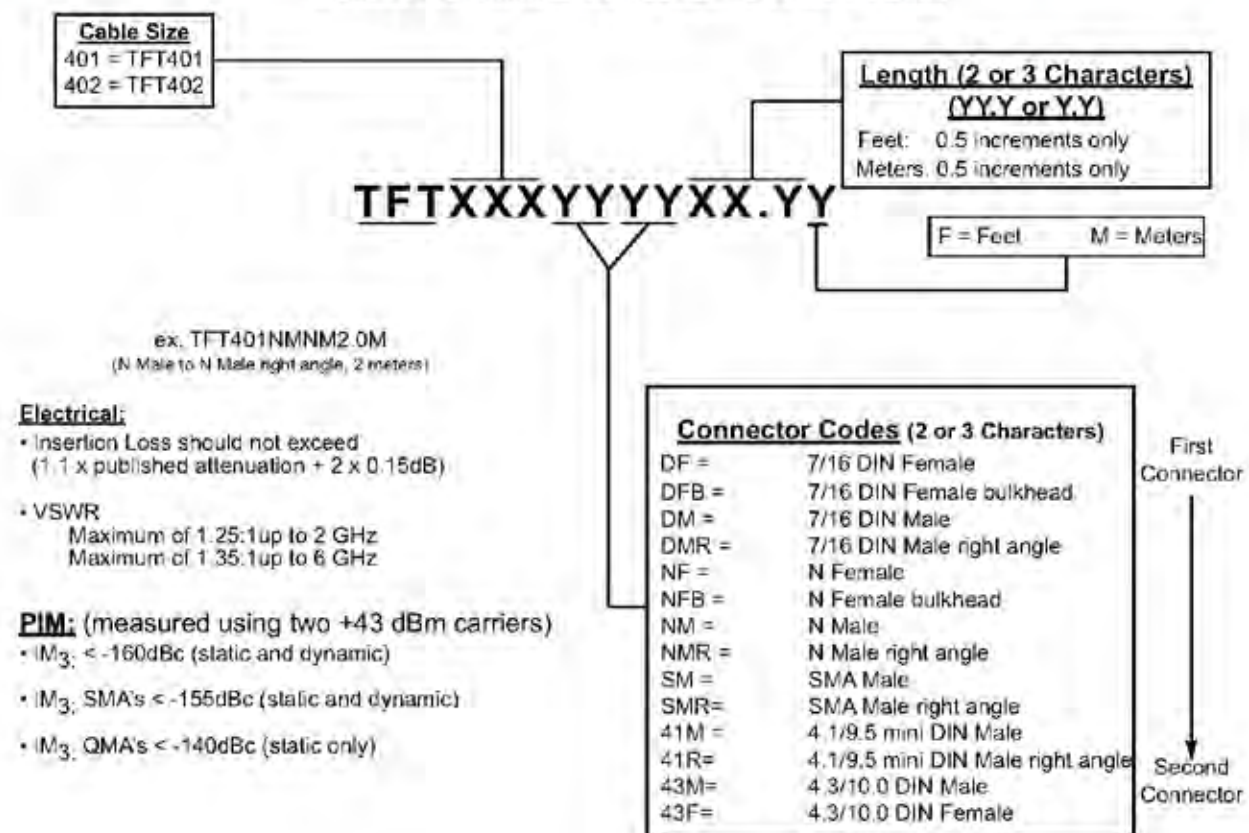 Cable Size
401 = TFT401
402 = TFT402
Length (2 or 3 Characters)
(YY.Y or Y.Y)
Feet: 0.5 increments only
Meters. 0.5 increments only
TFTXXXYYYYXX.YY
F = Feet M = Meters
ex. TFT401NMNM2.0M
(N Male to N Male right angle, 2 meters)
Electrical:
• Insertion Loss should not exceed
(1.1 x published attenuation + 2 x 0.15dB)
• VSWR
Maximum of 1.25:1up to 2 GHz
Maximum of 1.35:1up to 6 GHz
PIM: (measured using two +43 dBm carriers)
• IM3: < -160dBc (static and dynamic)
• IM3: SMA's < -155dBc (static and dynamic)
• IM3: QMA's < -140dBc (static only)
Connector Codes (2 or 3 Characters)
DF = 7/16 DIN Female
DFB = 7/16 DIN Female bulkhead
DM = 7/16 DIN Male
DMR = 7/16 DIN Male right angle
NF = N Female
NFB = N Female bulkhead
NM = N Male
NMR = N Male right angle
SM = SMA Male
SMR= SMA Male right angle
41M = 4.1/9.5 mini DIN Male
41R= 4.1/9.5 mini DIN Male right angle
43M= 4.3/10.0 DIN Male
43F= 4.3/10.0 DIN Female
First
Connector
Second
Connector